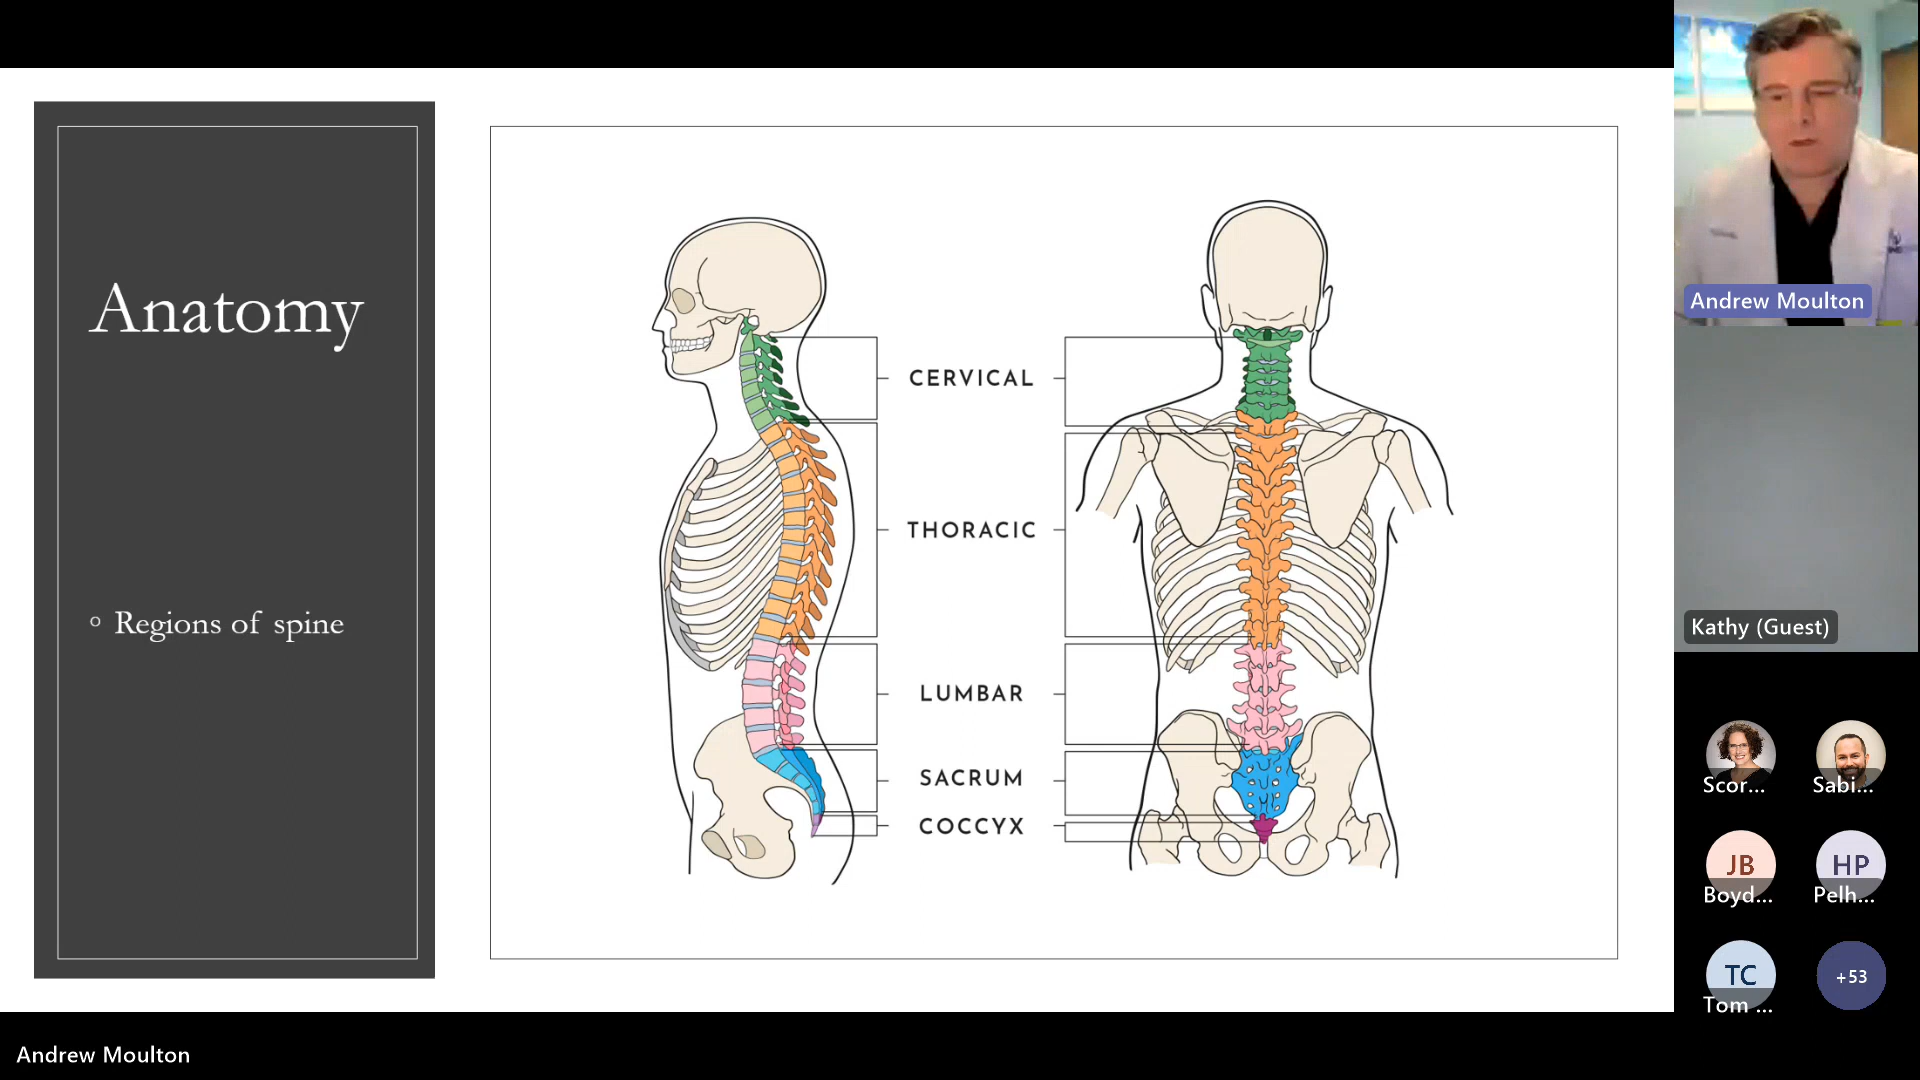 Anatomy
Regions of spine
CERVICAL
THORACIC
LUMBAR
SACRUM
COCCYX
Andrew Moulton
Kathy (Guest)
Scor...
Sabi...
JB
Boyd...
HP
Pelh...
TC
Tom ...
+53
Andrew Moulton